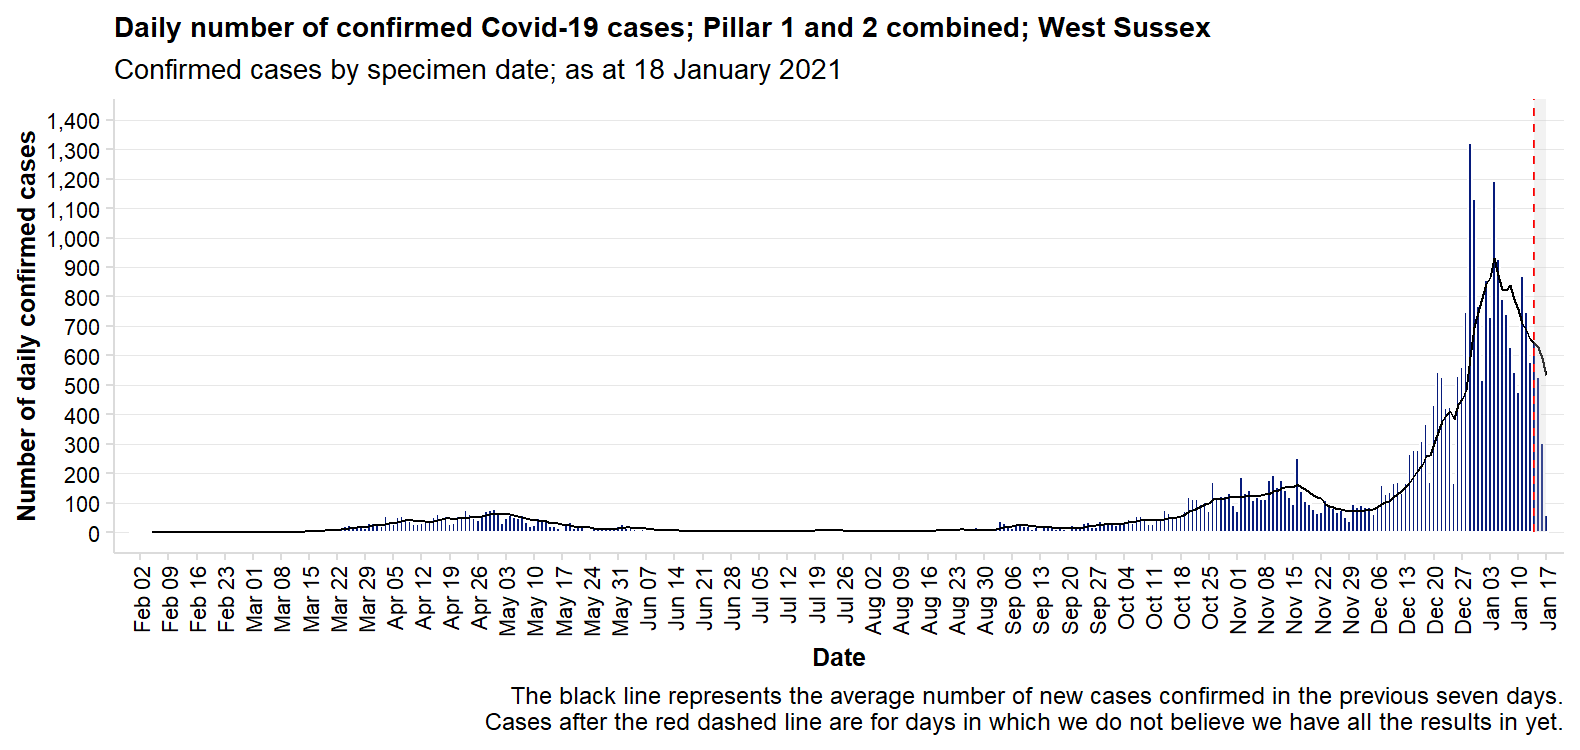 Daily number of confirmed Covid-19 cases; Pillar 1 and 2 combined; West Sussex
Confirmed cases by specimen date; as at 18 January 2021
Number of daily confirmed cases
1,400
1,300
1,200
1,100
1,000
900
800
700
600
500
400
300
200
100
0
Feb 02
Feb 09
Feb 16
Feb 23
Mar 01
Mar 08
Mar 15
Mar 22
Mar 29
Apr 05
Apr 12
Apr 19
Apr 26
May 03
May 10
May 17
May 24
May 31
Jun 07
Jun 14
Jun 21
Jun 28
Jul 05
Jul 12
Jul 19
Jul 26
Aug 02
Aug 09
Aug 16
Aug 23
Aug 30
Sep 06
Sep 13
Sep 20
Sep 27
Oct 04
Oct 11
Oct 18
Oct 25
Nov 01
Nov 08
Nov 15
Nov 22
Nov 29
Dec 06
Dec 13
Dec 20
Dec 27
Jan 03
Jan 10
Jan 17
Date
The black line represents the average number of new cases confirmed in the previous seven days.
Cases after the red dashed line are for days in which we do not believe we have all the results in yet.